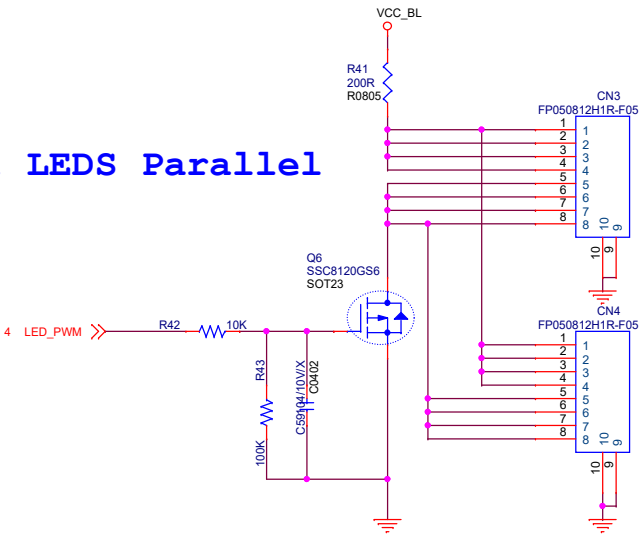 VCC_BL
R41
200R
R0805
CN3
FP050812H1R-F05
1 1
2 2
3 3
4 4
5 5
6 6
7 7
8 8
10 9
10 9
LEDS Parallel
Q6
SSC8120GS6
SOT23
4 LED_PWM
R42 10K
R43
100K
C59104/10V/X
C0402
CN4
FP050812H1R-F05
1 1
2 2
3 3
4 4
5 5
6 6
7 7
8 8
10 9
10 9